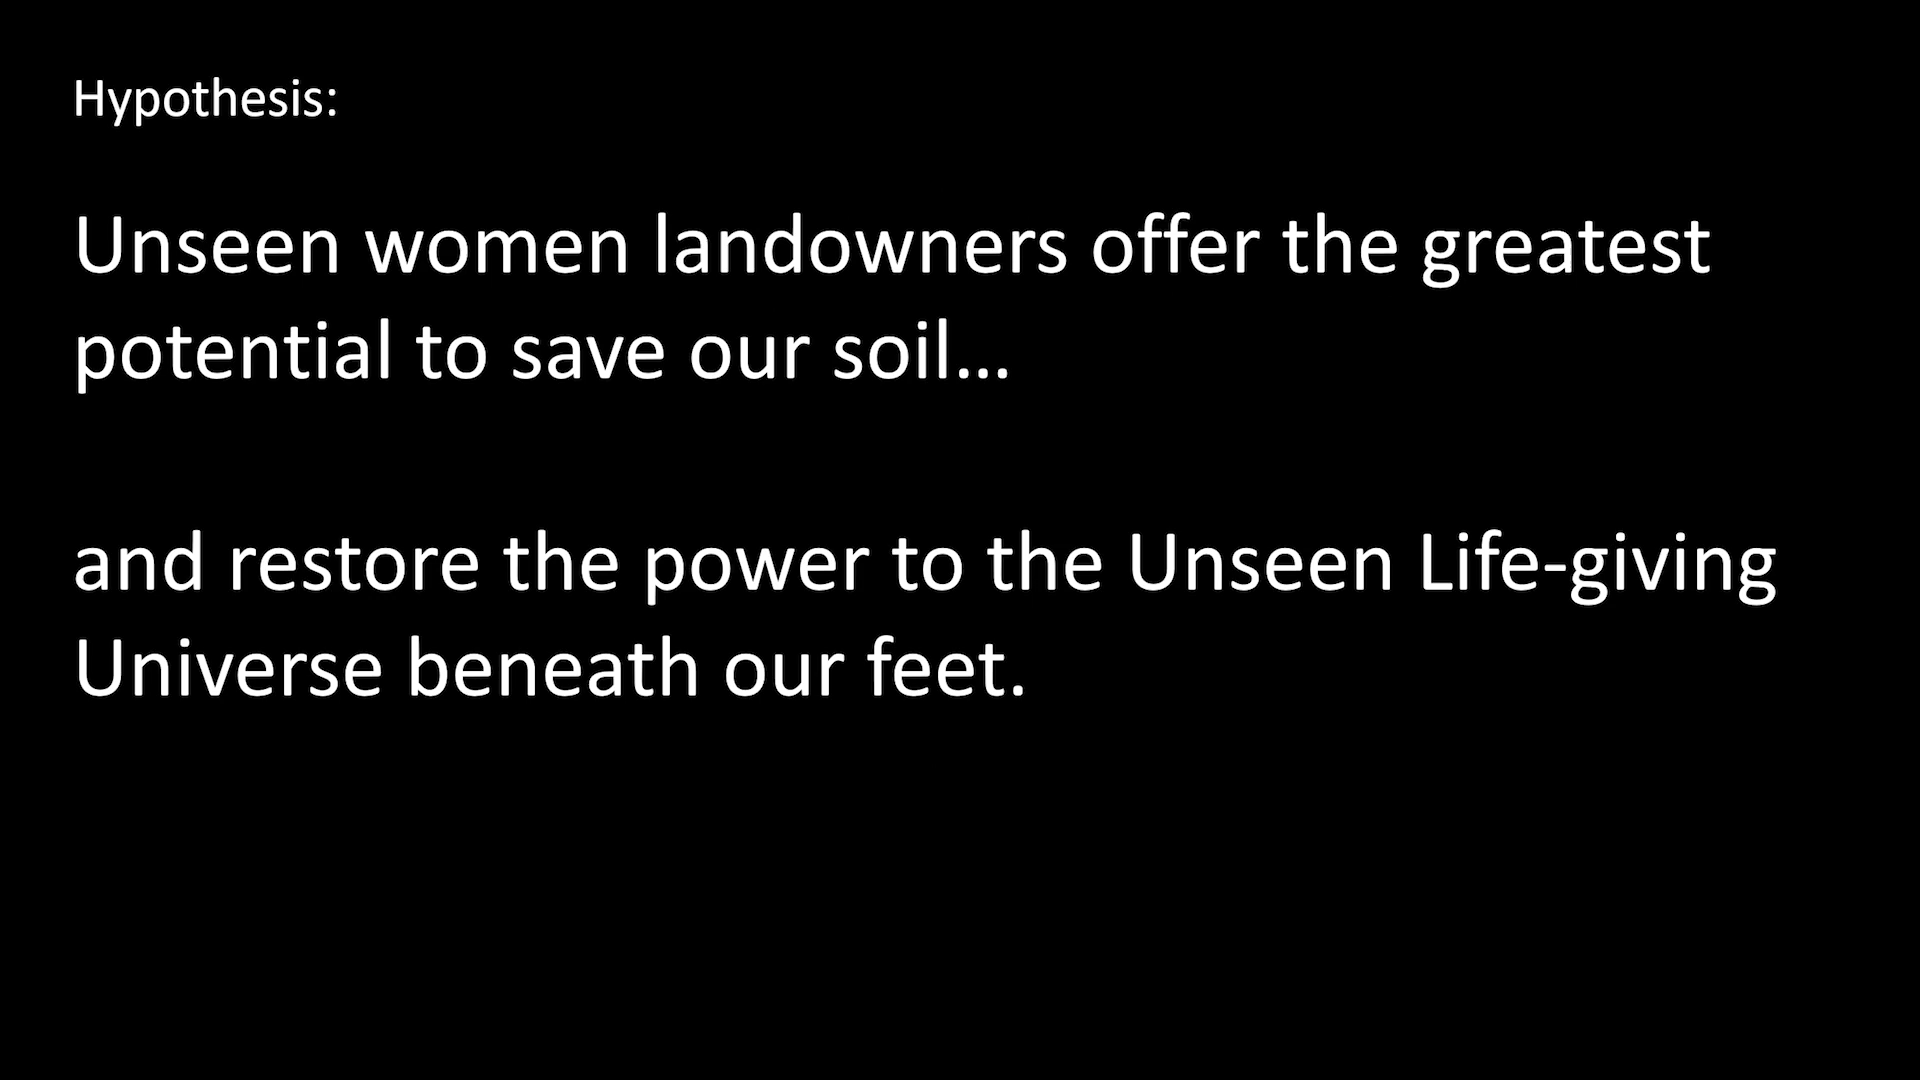 Hypothesis:
Unseen women landowners offer the greatest
potential to save our soil...
and restore the power to the Unseen Life-giving
Universe beneath our feet.